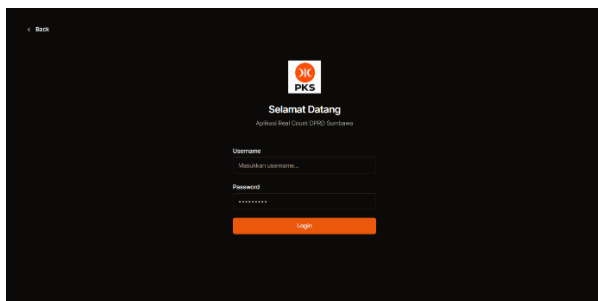 Back
PKS
Selamat Datang
Aplikasi Real Count DPRD Sumbawa
Username
Masukkan username...
Password
Login